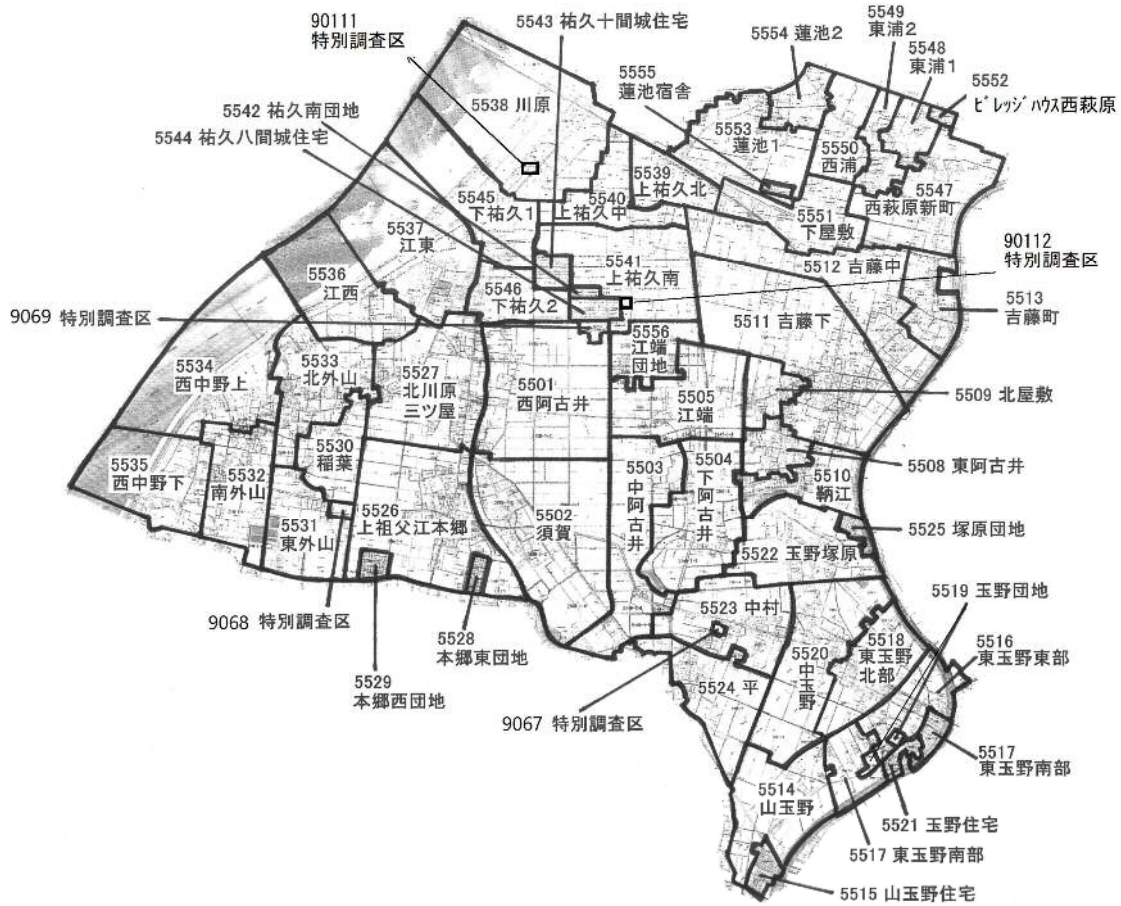 90111
特別調査区
5543 祐久十間城住宅
5554 蓮池2
5549
東浦2
5548
東浦1
5552
ﾋﾞﾚｯｼﾞﾊｳｽ西萩原
5555
蓮池宿舎
5542 祐久南団地
5544 祐久八間城住宅
5538 川原
5553
蓮池1
5550
西浦
5547
西萩原新町
5539
上祐久北
5540
上祐久中
5545
下祐久1
5551
下屋敷
90112
特別調査区
5537
江東
5541
上祐久南
5512 吉藤中
5536
江西
5546
下祐久2
5513
吉藤町
9069 特別調査区
5511 吉藤下
5556
江端
団地
5534
西中野上
5533
北外山
5527
北川原
三ツ屋
5501
西阿古井
5505
江端
5509 北屋敷
5508 東阿古井
5535
西中野下
5532
南外山
5530
稲葉
5503
中阿古井
5504
下阿古井
5510
鞆江
5526
上祖父江本郷
5502
須賀
5531
東外山
5525 塚原団地
5522 玉野塚原
5519 玉野団地
9068 特別調査区
5528
本郷東団地
5529
本郷西団地
5523 中村
5520
中玉野
5518
東玉野
北部
5516
東玉野東部
5524 平
9067 特別調査区
5517
東玉野南部
5514
山玉野
5521 玉野住宅
5517 東玉野南部
5515 山玉野住宅